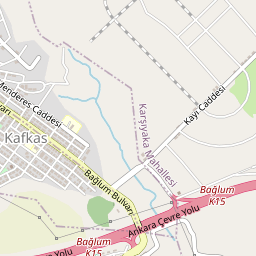 Kayı Caddesi
Karşıyaka Mahallesi
Menderes Caddesi
Kafkas
Bağlum Bulvarı
Bağlum
K15
Ankara Çevre Yolu
Bağlum
K15
Yolu